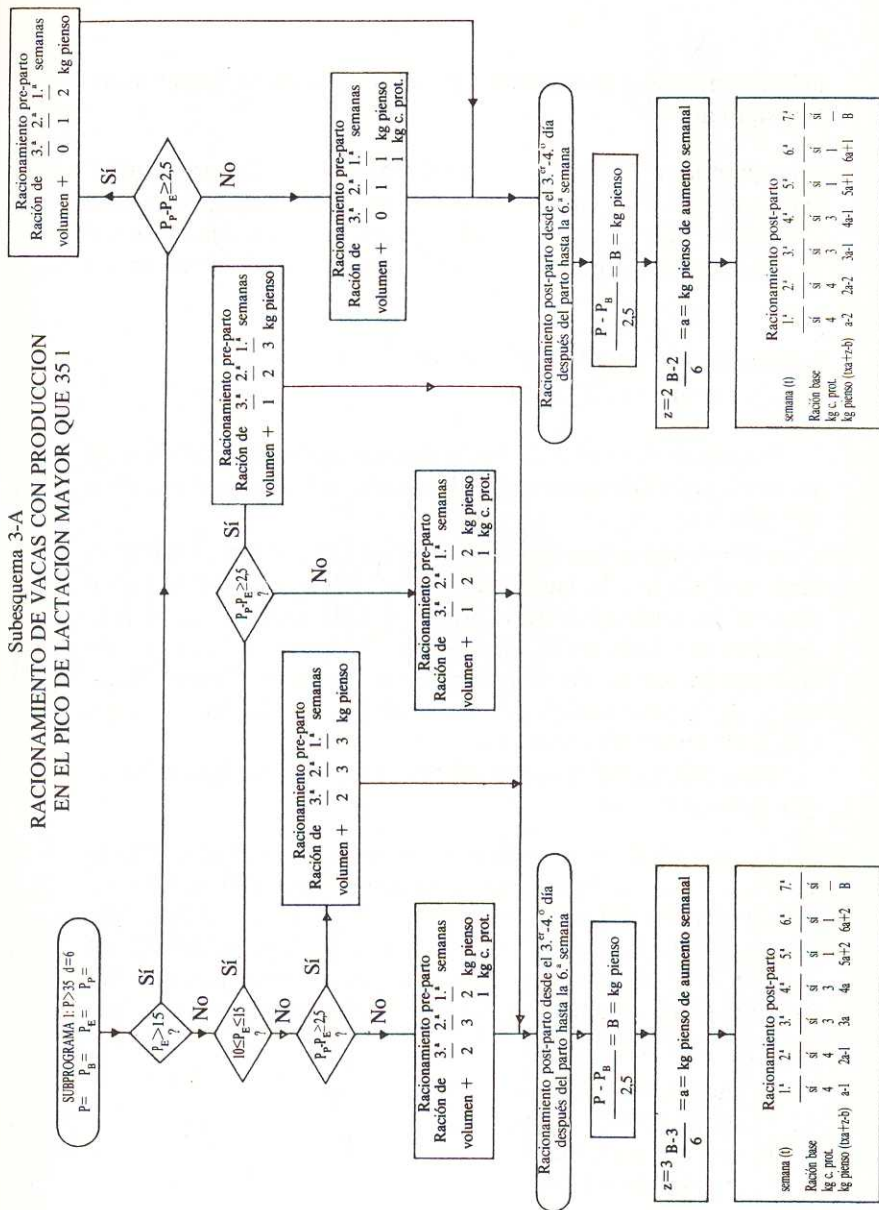 Subesquema 3-A
RACIONAMIENTO DE VACAS CON PRODUCCION
EN EL PICO DE LACTACION MAYOR QUE 35 l
SUBPROGRAMA 1: P>35 d=6
P= P_B= P_E= P_P=
P_E>15
?
Sí
No
10≤P_E≤15
?
Sí
No
P_P-P_E≥2,5
?
Sí
No
Racionamiento pre-parto
Ración de 3.ª 2.ª 1.ª semanas
volumen + 2 3 2 kg pienso
1 kg c. prot.
Racionamiento pre-parto
Ración de 3.ª 2.ª 1.ª semanas
volumen + 2 3 3 kg pienso
P_P-P_E≥2,5
?
Sí
No
Racionamiento pre-parto
Ración de 3.ª 2.ª 1.ª semanas
volumen + 1 2 2 kg pienso
1 kg c. prot.
Racionamiento pre-parto
Ración de 3.ª 2.ª 1.ª semanas
volumen + 1 2 3 kg pienso
P_P-P_E≥2,5
Sí
No
Racionamiento pre-parto
Ración de 3.ª 2.ª 1.ª semanas
volumen + 0 1 2 kg pienso
Racionamiento pre-parto
Ración de 3.ª 2.ª 1.ª semanas
volumen + 0 1 1 kg pienso
1 kg c. prot.
Racionamiento post-parto desde el 3.er-4.º día
después del parto hasta la 6.ª semana
P - P_B
= B = kg pienso
2,5
z=3 B-3
= a = kg pienso de aumento semanal
6
Racionamiento post-parto
semana (t) 1.ª 2.ª 3.ª 4.ª 5.ª 6.ª 7.ª
Ración base sí sí sí sí sí sí sí
kg c. prot. 4 4 3 3 1 1 —
kg pienso (txa+z-b) a-1 2a-1 3a 4a 5a+2 6a+2 B
Racionamiento post-parto desde el 3.er-4.º día
después del parto hasta la 6.ª semana
P - P_B
= B = kg pienso
2,5
z=2 B-2
= a = kg pienso de aumento semanal
6
Racionamiento post-parto
semana (t) 1.ª 2.ª 3.ª 4.ª 5.ª 6.ª 7.ª
Ración base sí sí sí sí sí sí sí
kg c. prot. 4 4 3 3 1 1 —
kg pienso (txa+z-b) a-2 2a-2 3a-1 4a-1 5a+1 6a+1 B